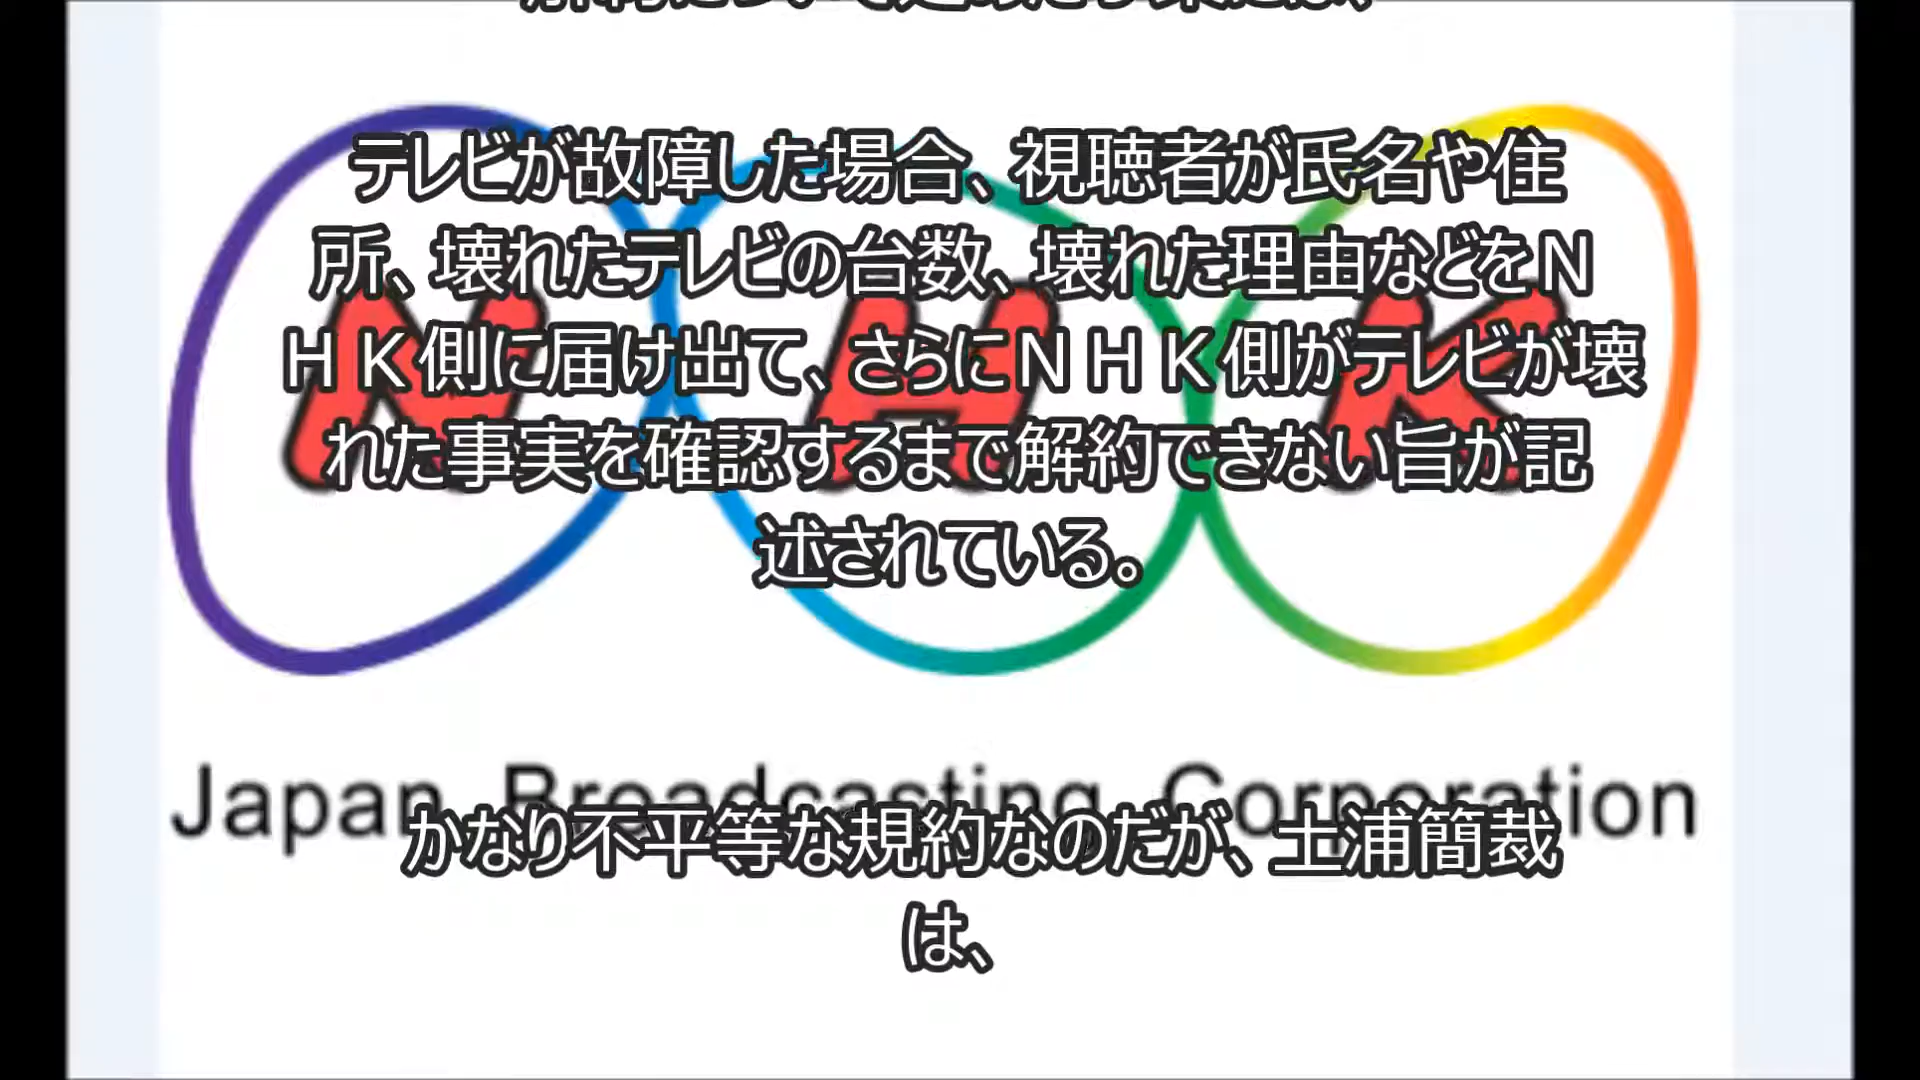 テレビが故障した場合、視聴者が氏名や住
所、壊れたテレビの台数、壊れた理由などをＮ
ＨＫ側に届け出て、さらにＮＨＫ側がテレビが壊
れた事実を確認するまで解約できない旨が記
述されている。
NHK
Japan Broadcasting Corporation
かなり不平等な規約なのだが、土浦簡裁
は、